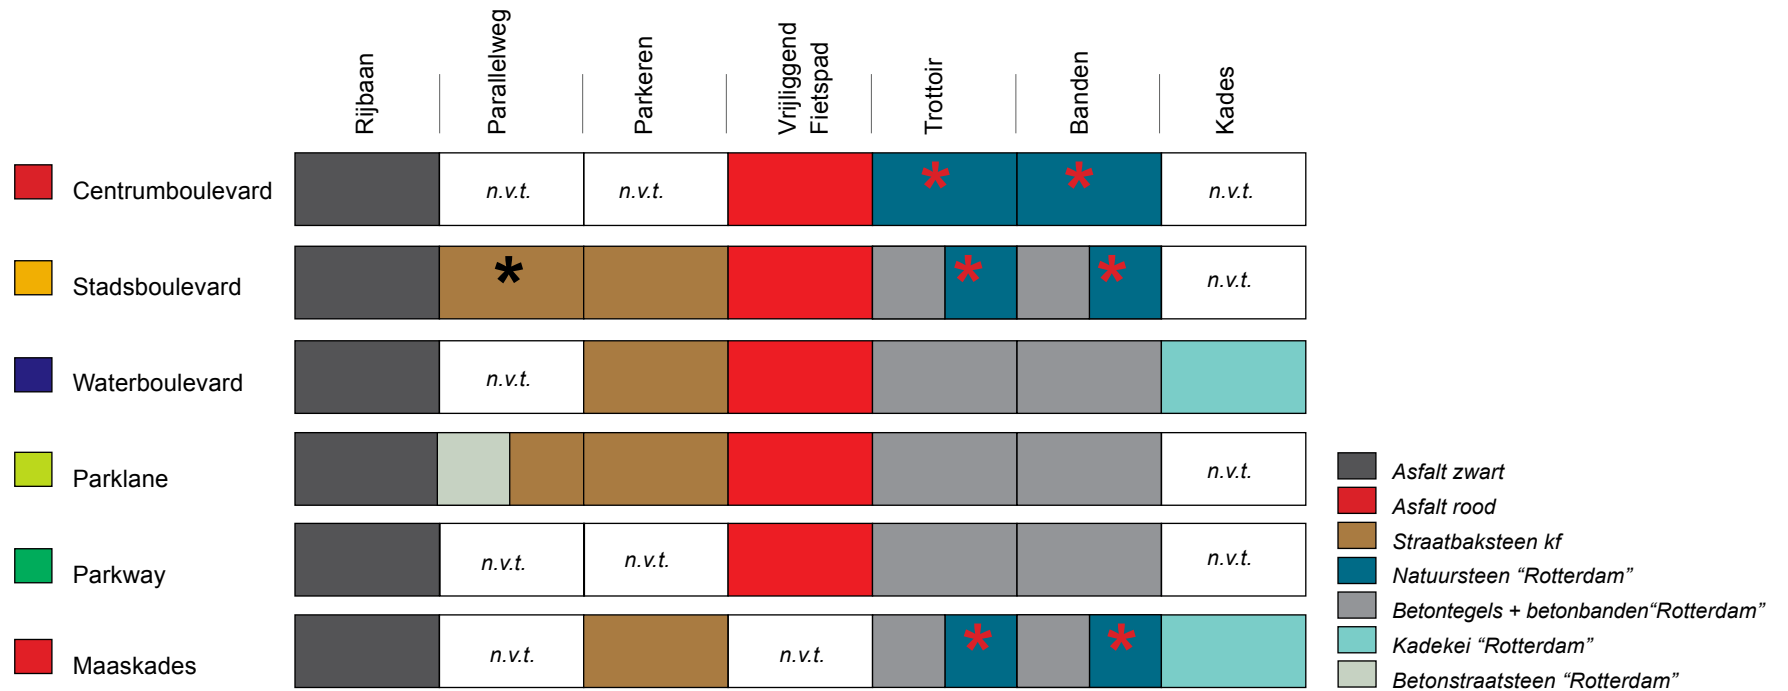 Rijbaan
Parallelweg
Parkeren
Vrijliggend
Fietspad
Trottoir
Banden
Kades
Centrumboulevard
n.v.t.
n.v.t.
*
*
n.v.t.
Stadsboulevard
*
*
*
n.v.t.
Waterboulevard
n.v.t.
Parklane
n.v.t.
Parkway
n.v.t.
n.v.t.
n.v.t.
Maaskades
n.v.t.
n.v.t.
*
*
Asfalt zwart
Asfalt rood
Straatbaksteen kf
Natuursteen “Rotterdam”
Betontegels + betonbanden“Rotterdam”
Kadekei “Rotterdam”
Betonstraatsteen “Rotterdam”